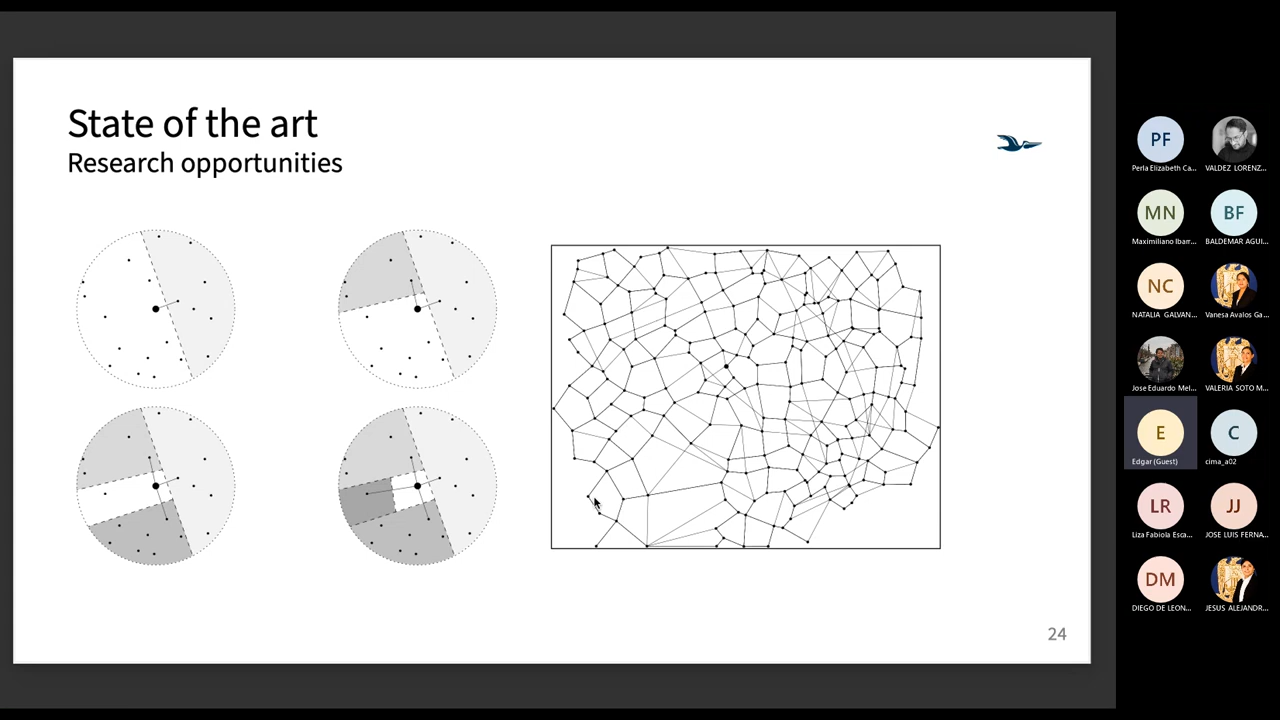 State of the art
Research opportunities
24
PF
Perla Elizabeth Ca...
VALDEZ LORENZ...
MN
BF
Maximiliano Ibarr...
BALDEMAR AGUI...
NC
NATALIA GALVAN...
Vanesa Avalos Ga...
Jose Eduardo Mel...
VALERIA SOTO M...
E
C
Edgar (Guest)
cima_a02
LR
JJ
Liza Fabiola Esca...
JOSE LUIS FERNA...
DM
DIEGO DE LEON...
JESUS ALEJANDR...